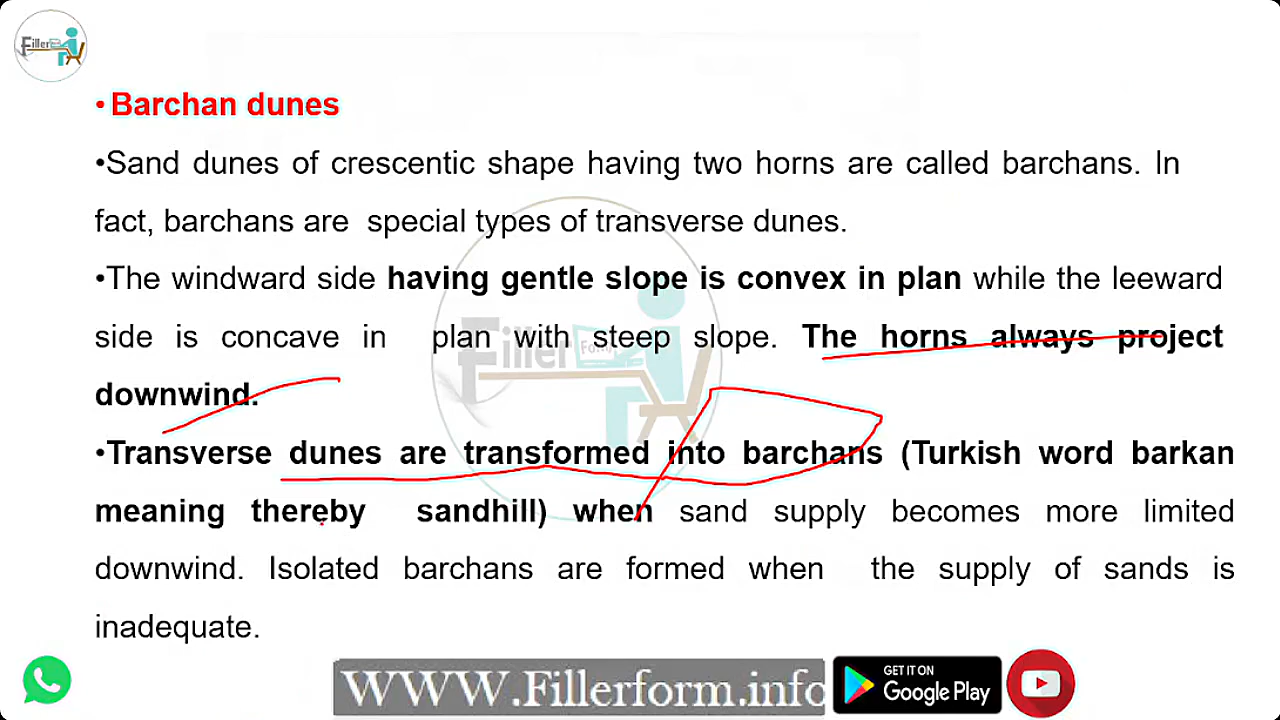 Filler
•Barchan dunes
•Sand dunes of crescentic shape having two horns are called barchans. In
fact, barchans are special types of transverse dunes.
•The windward side having gentle slope is convex in plan while the leeward
side is concave in plan with steep slope. The horns always project
downwind.
•Transverse dunes are transformed into barchans (Turkish word barkan
meaning thereby sandhill) when sand supply becomes more limited
downwind. Isolated barchans are formed when the supply of sands is
inadequate.
Filler Form
WWW.Fillerform.info
GET IT ON
Google Play